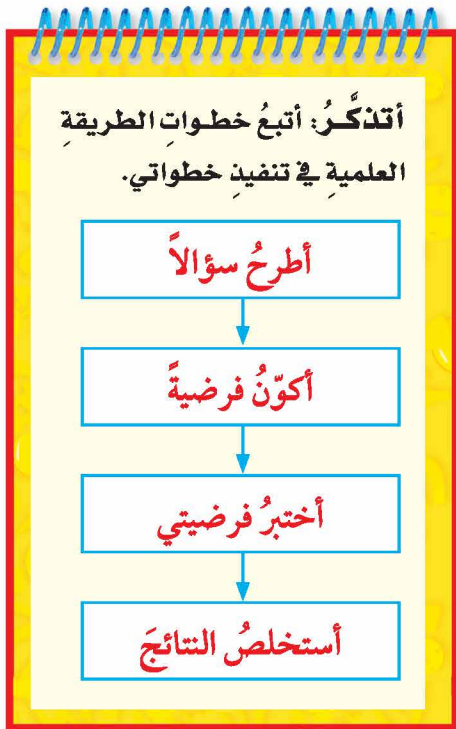 أتذكَّرُ: أتبعُ خطواتِ الطريقةِ
العلميةِ في تنفيذِ خطواتي.
أطرحُ سؤالاً
أكوّنُ فرضيةً
أختبرُ فرضيتي
أستخلصُ النتائجَ